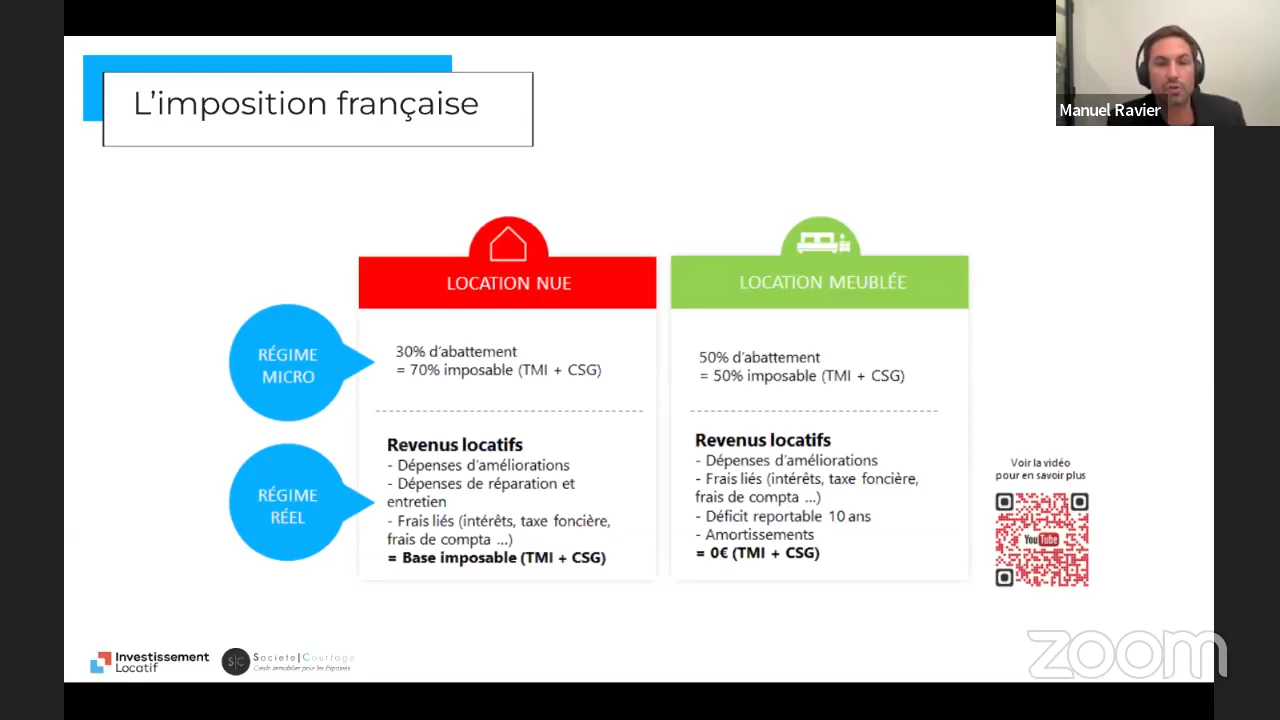 L'imposition française
Manuel Ravier
LOCATION NUE
LOCATION MEUBLÉE
RÉGIME
MICRO
30% d'abattement
= 70% imposable (TMI + CSG)
50% d'abattement
= 50% imposable (TMI + CSG)
RÉGIME
RÉEL
Revenus locatifs
- Dépenses d'améliorations
- Dépenses de réparation et
entretien
- Frais liés (intérêts, taxe foncière,
frais de compta ...)
= Base imposable (TMI + CSG)
Revenus locatifs
- Dépenses d'améliorations
- Frais liés (intérêts, taxe foncière,
frais de compta ...)
- Déficit reportable 10 ans
- Amortissements
= 0€ (TMI + CSG)
Voir la vidéo
pour en savoir plus
YouTube
Investissement
Locatif
S|C
Societe|Courtage
Crédit immobilier pour les Expatriés
zoom